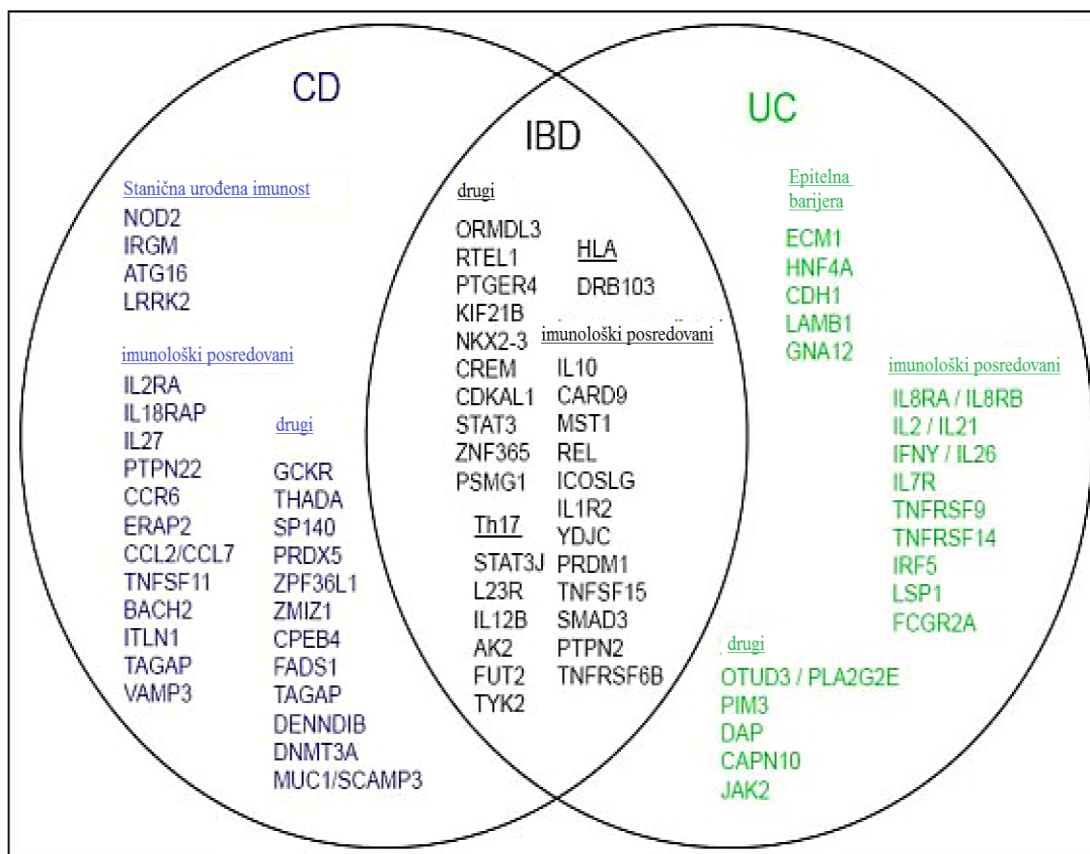 CD
Stanična urođena imunost
NOD2
IRGM
ATG16
LRRK2
imunološki posredovani
IL2RA
IL18RAP
IL27
PTPN22
CCR6
ERAP2
CCL2/CCL7
TNFSF11
BACH2
ITLN1
TAGAP
VAMP3
drugi
GCKR
THADA
SP140
PRDX5
ZPF36L1
ZMIZ1
CPEB4
FADS1
TAGAP
DENNDIB
DNMT3A
MUC1/SCAMP3
IBD
drugi
ORMDL3
RTEL1
PTGER4
KIF21B
NKX2-3
CREM
CDKAL1
STAT3
ZNF365
PSMG1
HLA
DRB103
Th17
STAT3J
L23R
IL12B
AK2
FUT2
TYK2
imunološki posredovani
IL10
CARD9
MST1
REL
ICOSLG
IL1R2
YDJC
PRDM1
TNFSF15
SMAD3
PTPN2
TNFRSF6B
UC
Epitelna
barijera
ECM1
HNF4A
CDH1
LAMB1
GNA12
imunološki posredovani
IL8RA / IL8RB
IL2 / IL21
IFNY / IL26
IL7R
TNFRSF9
TNFRSF14
IRF5
LSP1
FCGR2A
drugi
OTUD3 / PLA2G2E
PIM3
DAP
CAPN10
JAK2